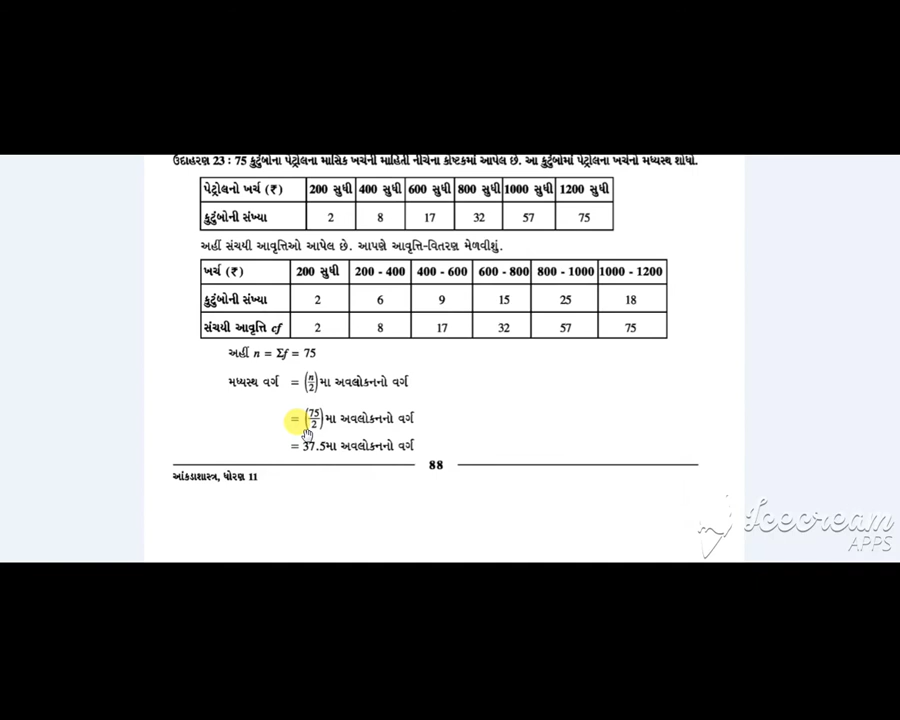 ઉદાહરણ 23 : 75 કુટુંબોના પેટ્રોલના માસિક ખર્ચની માહિતી નીચેના કોષ્ટકમાં આપેલ છે. આ કુટુંબોમાં પેટ્રોલના ખર્ચનો મધ્યસ્થ શોધો.
પેટ્રોલનો ખર્ચ (₹) 200 સુધી 400 સુધી 600 સુધી 800 સુધી 1000 સુધી 1200 સુધી
કુટુંબોની સંખ્યા 2 8 17 32 57 75
અહીં સંચયી આવૃત્તિઓ આપેલ છે. આપણે આવૃત્તિ-વિતરણ મેળવીશું.
ખર્ચ (₹) 200 સુધી 200 - 400 400 - 600 600 - 800 800 - 1000 1000 - 1200
કુટુંબોની સંખ્યા 2 6 9 15 25 18
સંચયી આવૃત્તિ cf 2 8 17 32 57 75
અહીં n = Σf = 75
મધ્યસ્થ વર્ગ = (n/2)મા અવલોકનનો વર્ગ
= (75/2)મા અવલોકનનો વર્ગ
= 37.5મા અવલોકનનો વર્ગ
88
આંકડાશાસ્ત્ર, ધોરણ 11
Icecream
APPS